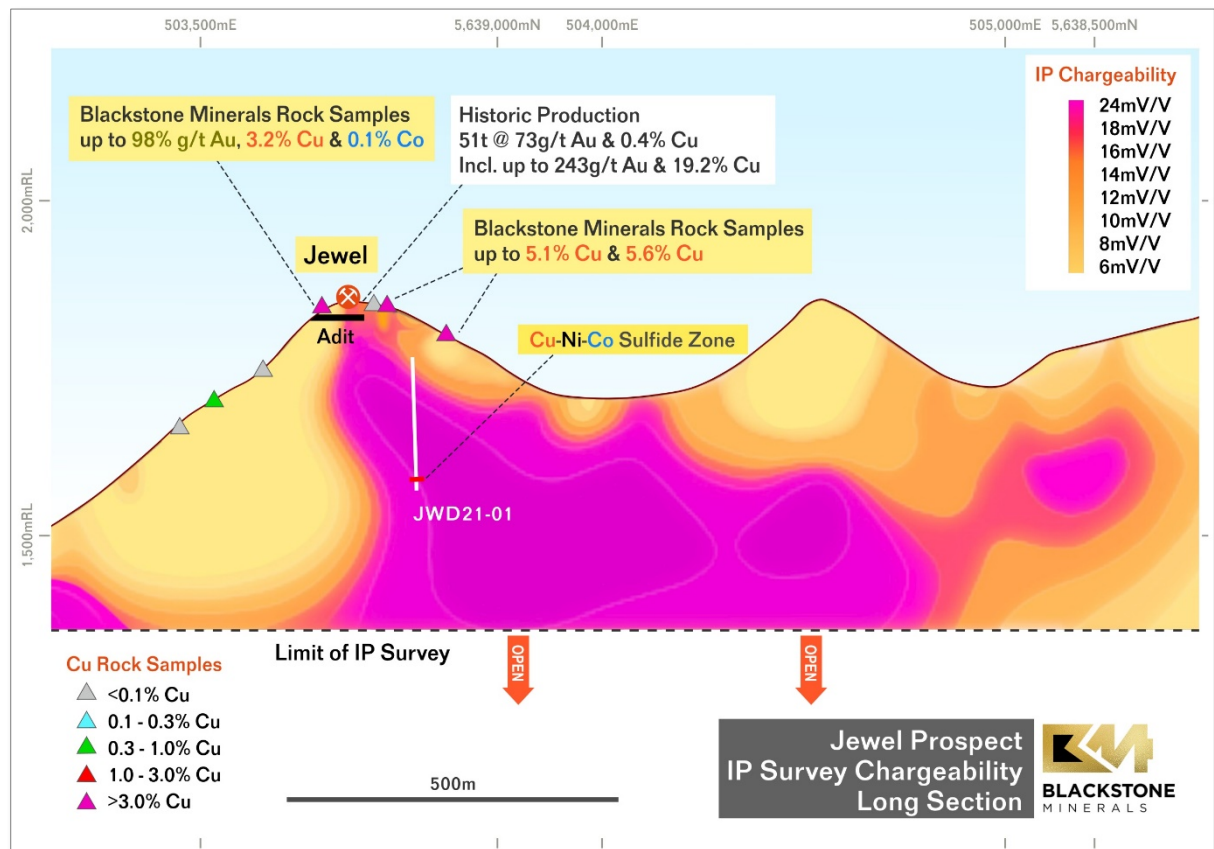 503,500mE
5,639,000mN
504,000mE
505,000mE
5,638,500mN
IP Chargeability
24mV/V
18mV/V
16mV/V
14mV/V
12mV/V
10mV/V
8mV/V
6mV/V
Blackstone Minerals Rock Samples
up to 98% g/t Au, 3.2% Cu & 0.1% Co
Historic Production
51t @ 73g/t Au & 0.4% Cu
Incl. up to 243g/t Au & 19.2% Cu
2,000mRL
Blackstone Minerals Rock Samples
up to 5.1% Cu & 5.6% Cu
Jewel
Adit
Cu-Ni-Co Sulfide Zone
JWD21-01
1,500mRL
Limit of IP Survey
OPEN
OPEN
Cu Rock Samples
<0.1% Cu
0.1 - 0.3% Cu
0.3 - 1.0% Cu
1.0 - 3.0% Cu
>3.0% Cu
500m
Jewel Prospect
IP Survey Chargeability
Long Section
BLACKSTONE
MINERALS